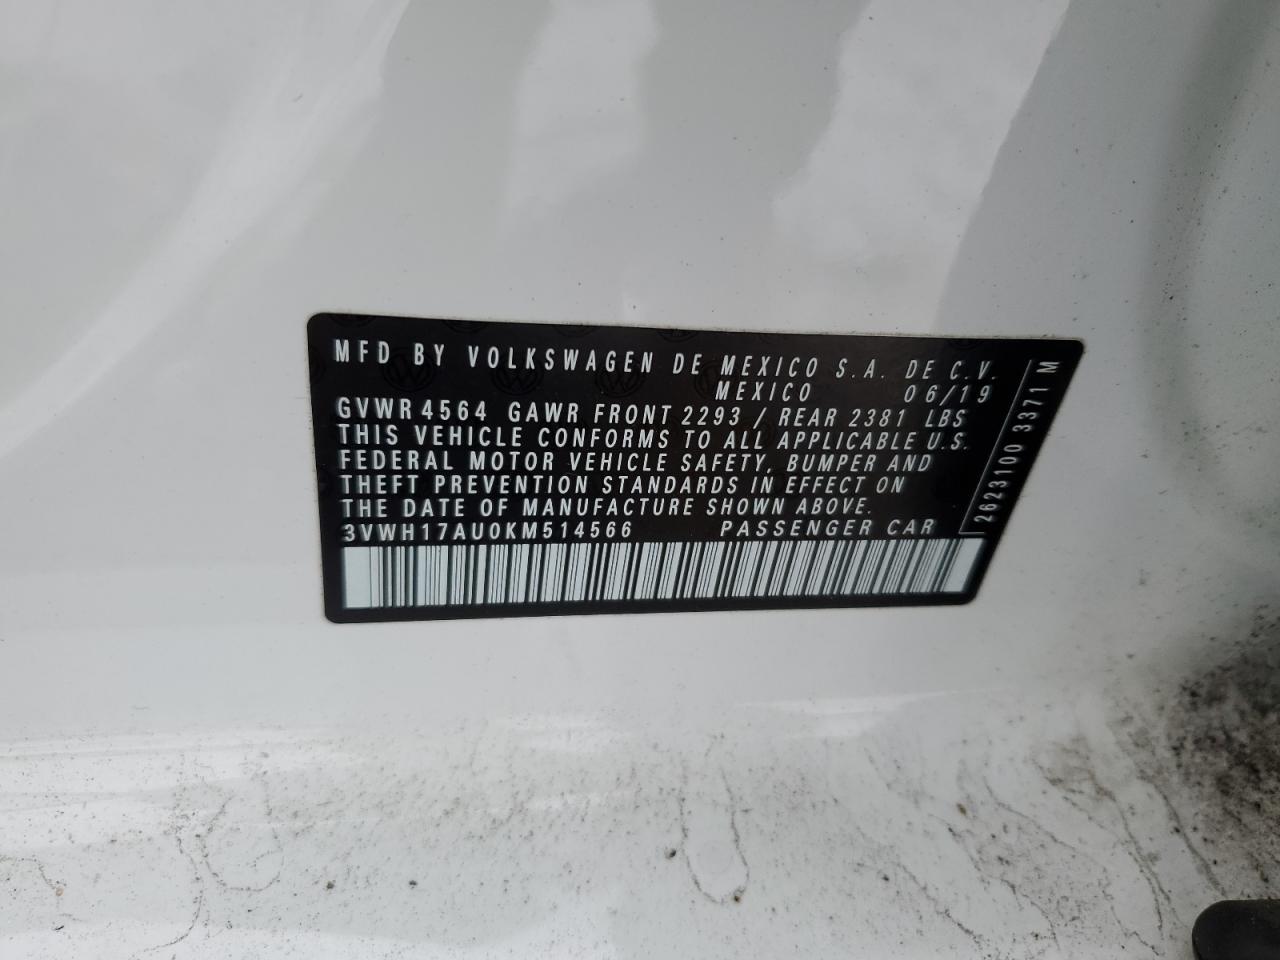 MFD BY VOLKSWAGEN DE MEXICO S.A. DE C.V.
MEXICO 06/19
GVWR 4564 GAWR FRONT 2293 / REAR 2381 LBS
THIS VEHICLE CONFORMS TO ALL APPLICABLE U.S.
FEDERAL MOTOR VEHICLE SAFETY, BUMPER AND
THEFT PREVENTION STANDARDS IN EFFECT ON
THE DATE OF MANUFACTURE SHOWN ABOVE.
3VWH17AU0KM514566 PASSENGER CAR
2623100 3371 M